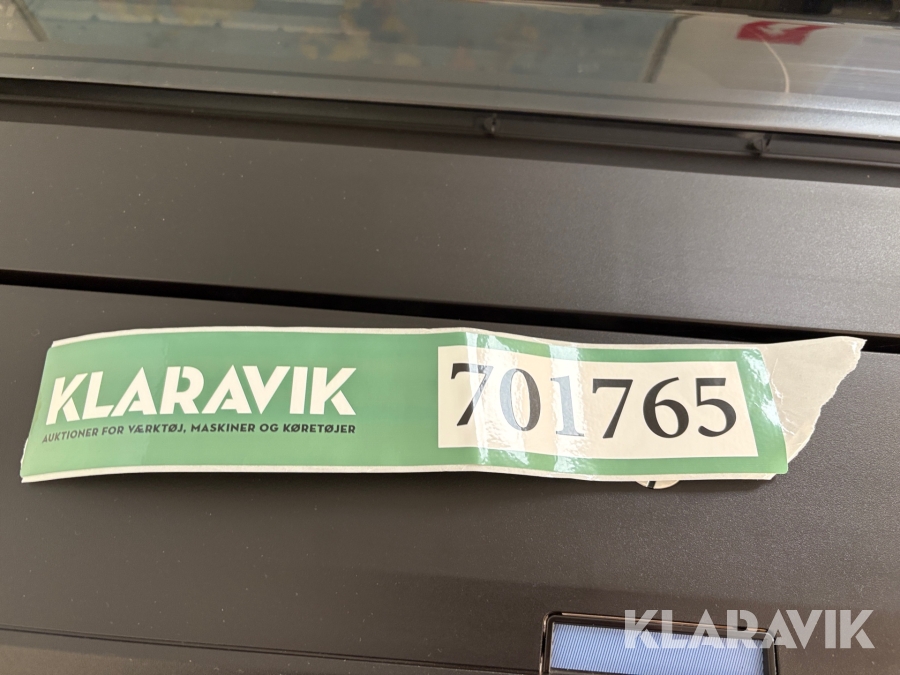 KLARAVIK
AUKTIONER FOR VÆRKTØJ, MASKINER OG KØRETØJER
701765
KLARAVIK